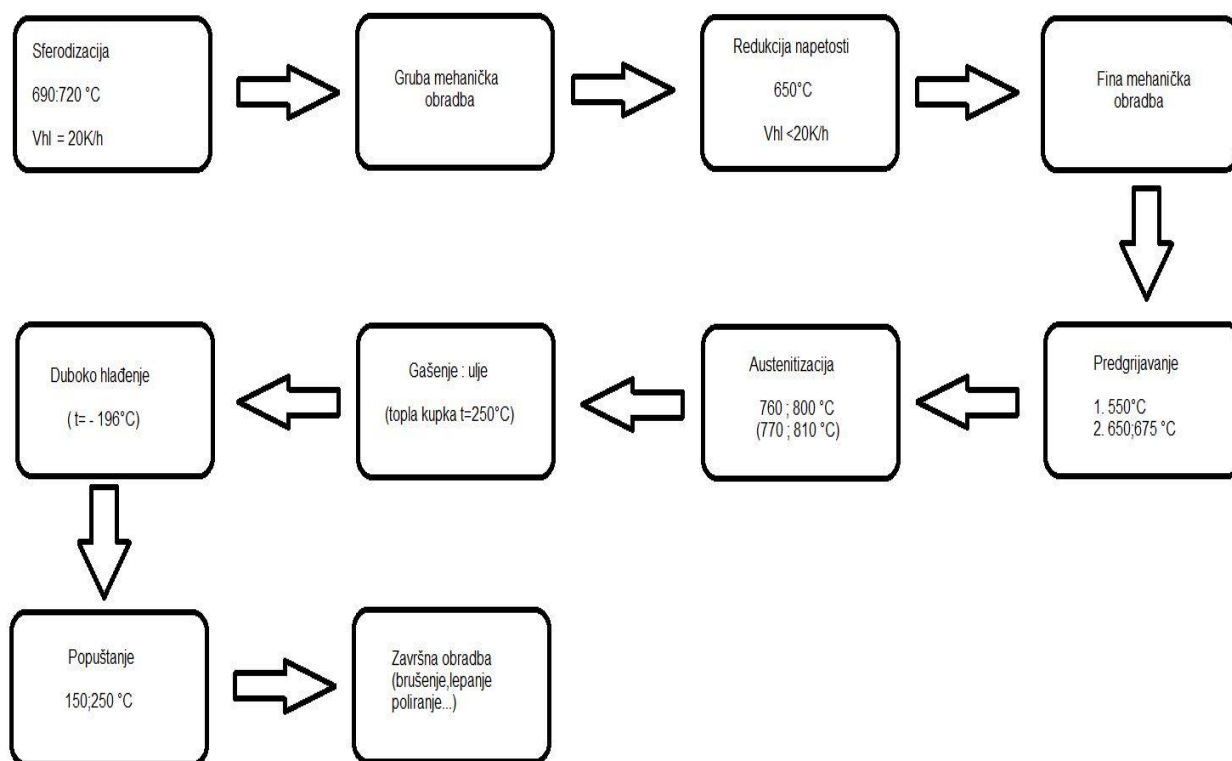 Sferodizacija
690:720 °C
Vhl = 20K/h
Gruba mehanička
obradba
Redukcija napetosti
650°C
Vhl <20K/h
Fina mehanička
obradba
Predgrijavanje
1. 550°C
2. 650;675 °C
Austenitizacija
760 ; 800 °C
(770 ; 810 °C)
Gašenje : ulje
(topla kupka t=250°C)
Duboko hlađenje
( t= - 196°C)
Popuštanje
150;250 °C
Završna obradba
(brušenje,lepanje
poliranje...)